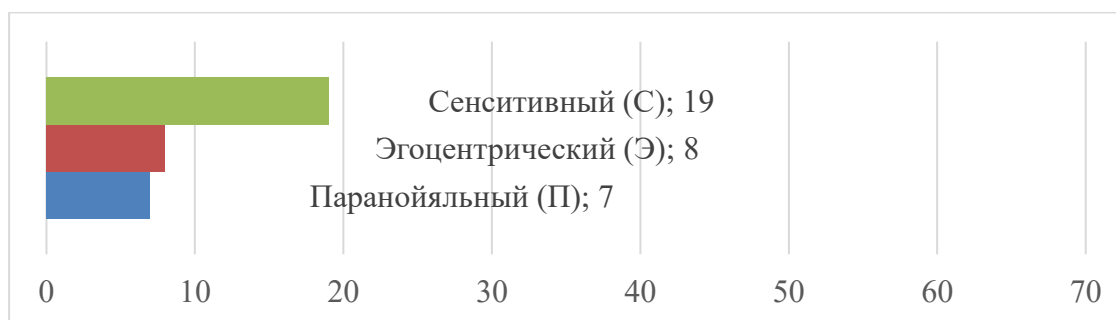 Сенситивный (С); 19
Эгоцентрический (Э); 8
Паранойяльный (П); 7
0 10 20 30 40 50 60 70